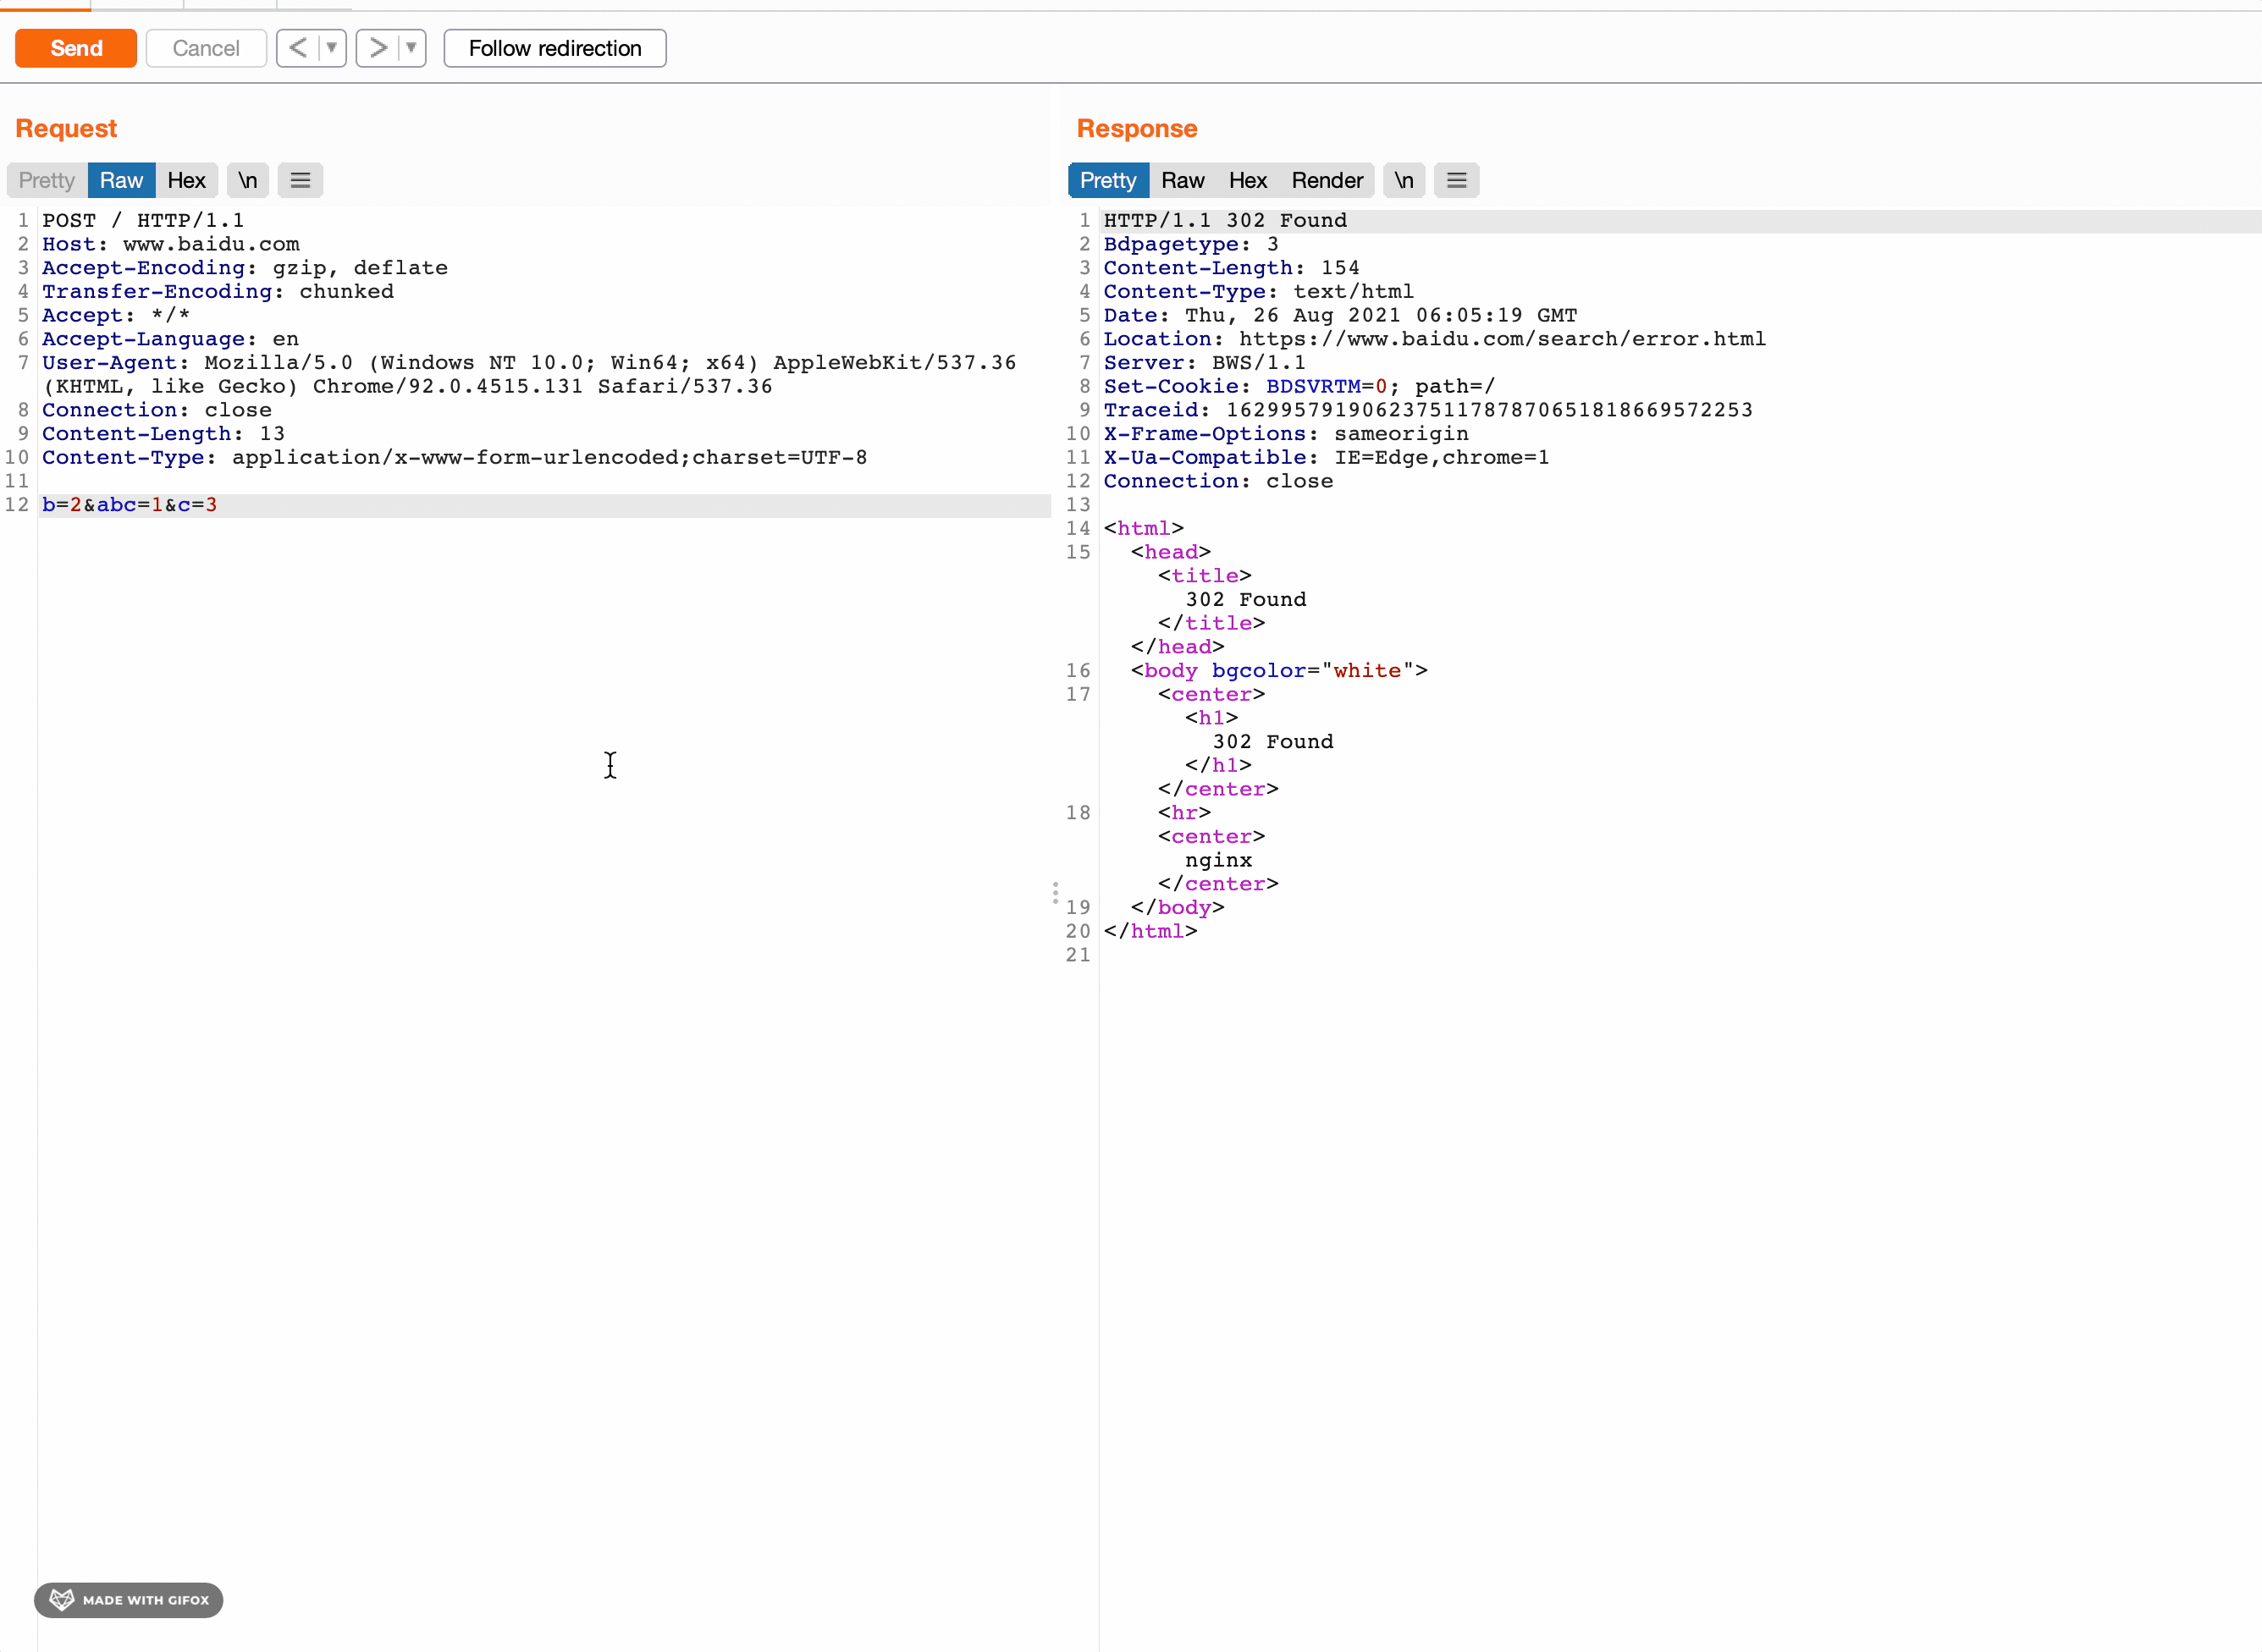 Send Cancel < ▼ > ▼ Follow redirection
Request
Pretty Raw Hex \n ≡
1 POST / HTTP/1.1
2 Host: www.baidu.com
3 Accept-Encoding: gzip, deflate
4 Transfer-Encoding: chunked
5 Accept: */*
6 Accept-Language: en
7 User-Agent: Mozilla/5.0 (Windows NT 10.0; Win64; x64) AppleWebKit/537.36
(KHTML, like Gecko) Chrome/92.0.4515.131 Safari/537.36
8 Connection: close
9 Content-Length: 13
10 Content-Type: application/x-www-form-urlencoded;charset=UTF-8
11
12 b=2&abc=1&c=3
Response
Pretty Raw Hex Render \n ≡
1 HTTP/1.1 302 Found
2 Bdpagetype: 3
3 Content-Length: 154
4 Content-Type: text/html
5 Date: Thu, 26 Aug 2021 06:05:19 GMT
6 Location: https://www.baidu.com/search/error.html
7 Server: BWS/1.1
8 Set-Cookie: BDSVRTM=0; path=/
9 Traceid: 162995791906237511787870651818669572253
10 X-Frame-Options: sameorigin
11 X-Ua-Compatible: IE=Edge,chrome=1
12 Connection: close
13
14 <html>
15 <head>
<title>
302 Found
</title>
</head>
16 <body bgcolor="white">
17 <center>
<h1>
302 Found
</h1>
</center>
18 <hr>
<center>
nginx
</center>
19 </body>
20 </html>
21
MADE WITH GIFOX